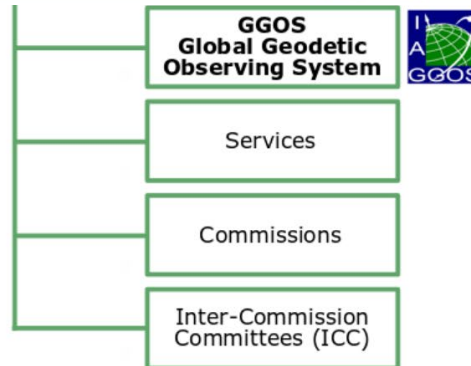 GGOS
Global Geodetic
Observing System
I
A
GGOS
Services
Commissions
Inter-Commission
Committees (ICC)